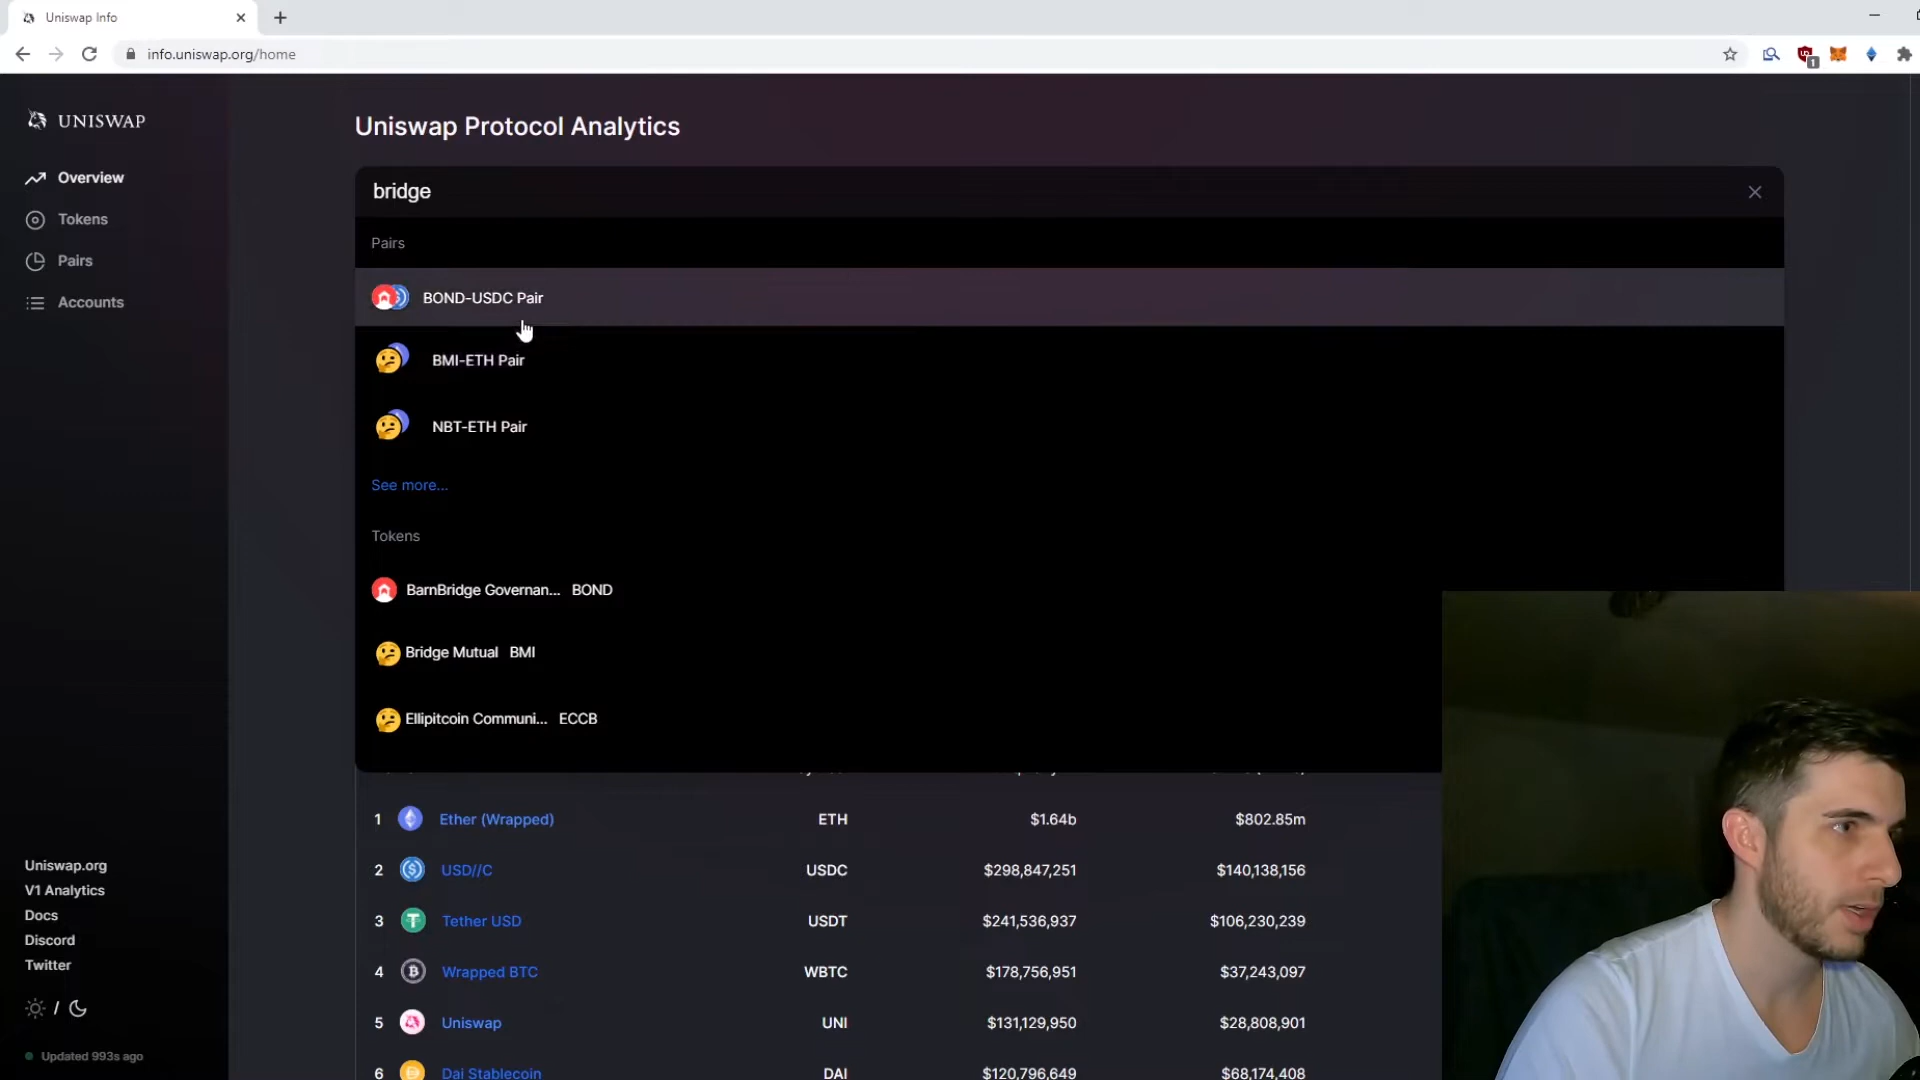 Uniswap Info
info.uniswap.org/home
1
UNISWAP
Overview
Tokens
Pairs
Accounts
Uniswap Protocol Analytics
bridge
Pairs
BOND-USDC Pair
BMI-ETH Pair
NBT-ETH Pair
See more...
Tokens
BarnBridge Governan... BOND
Bridge Mutual BMI
Ellipitcoin Communi... ECCB
1 Ether (Wrapped) ETH $1.64b $802.85m
2 USD//C USDC $298,847,251 $140,138,156
3 Tether USD USDT $241,536,937 $106,230,239
4 Wrapped BTC WBTC $178,756,951 $37,243,097
5 Uniswap UNI $131,129,950 $28,808,901
6 Dai Stablecoin DAI $120,796,649 $68,174,408
Uniswap.org
V1 Analytics
Docs
Discord
Twitter
/
Updated 993s ago